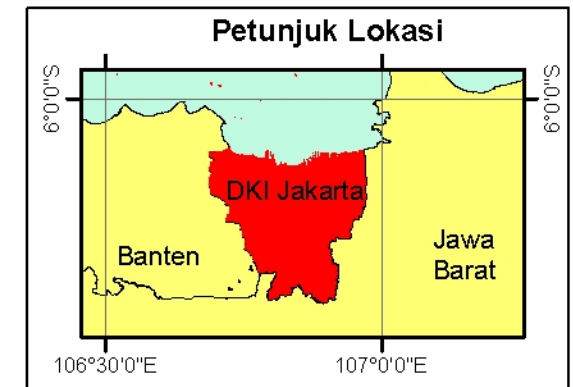 Petunjuk Lokasi
6°0'0"S
6°0'0"S
DKI Jakarta
Banten
Jawa
Barat
106°30'0"E
107°0'0"E